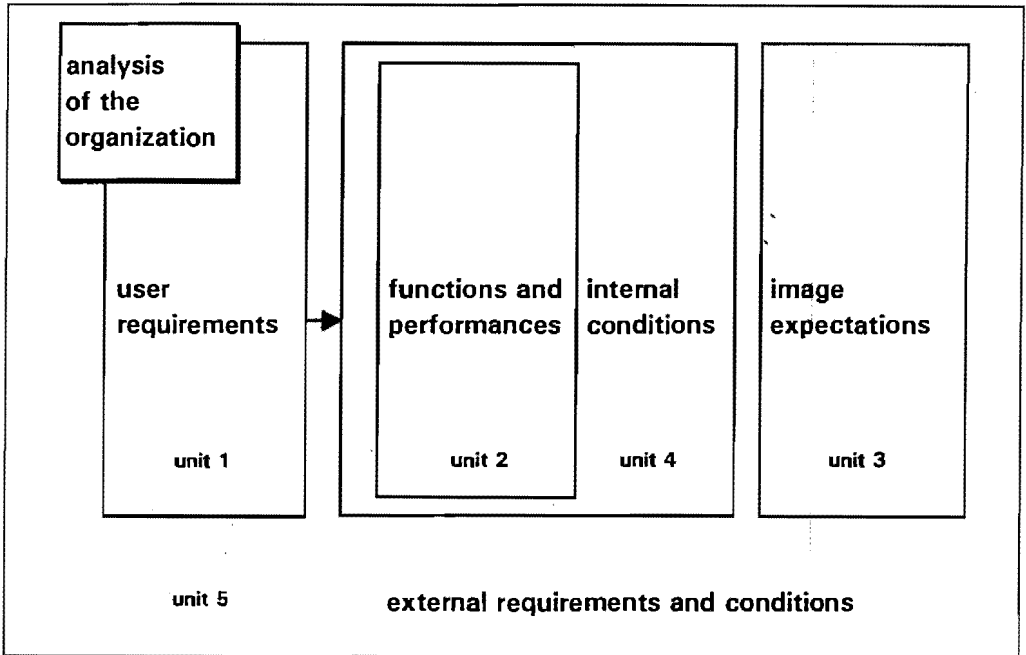 analysis
of the
organization
user
requirements
functions and
performances
internal
conditions
image
expectations
unit 1
unit 2
unit 4
unit 3
unit 5
external requirements and conditions